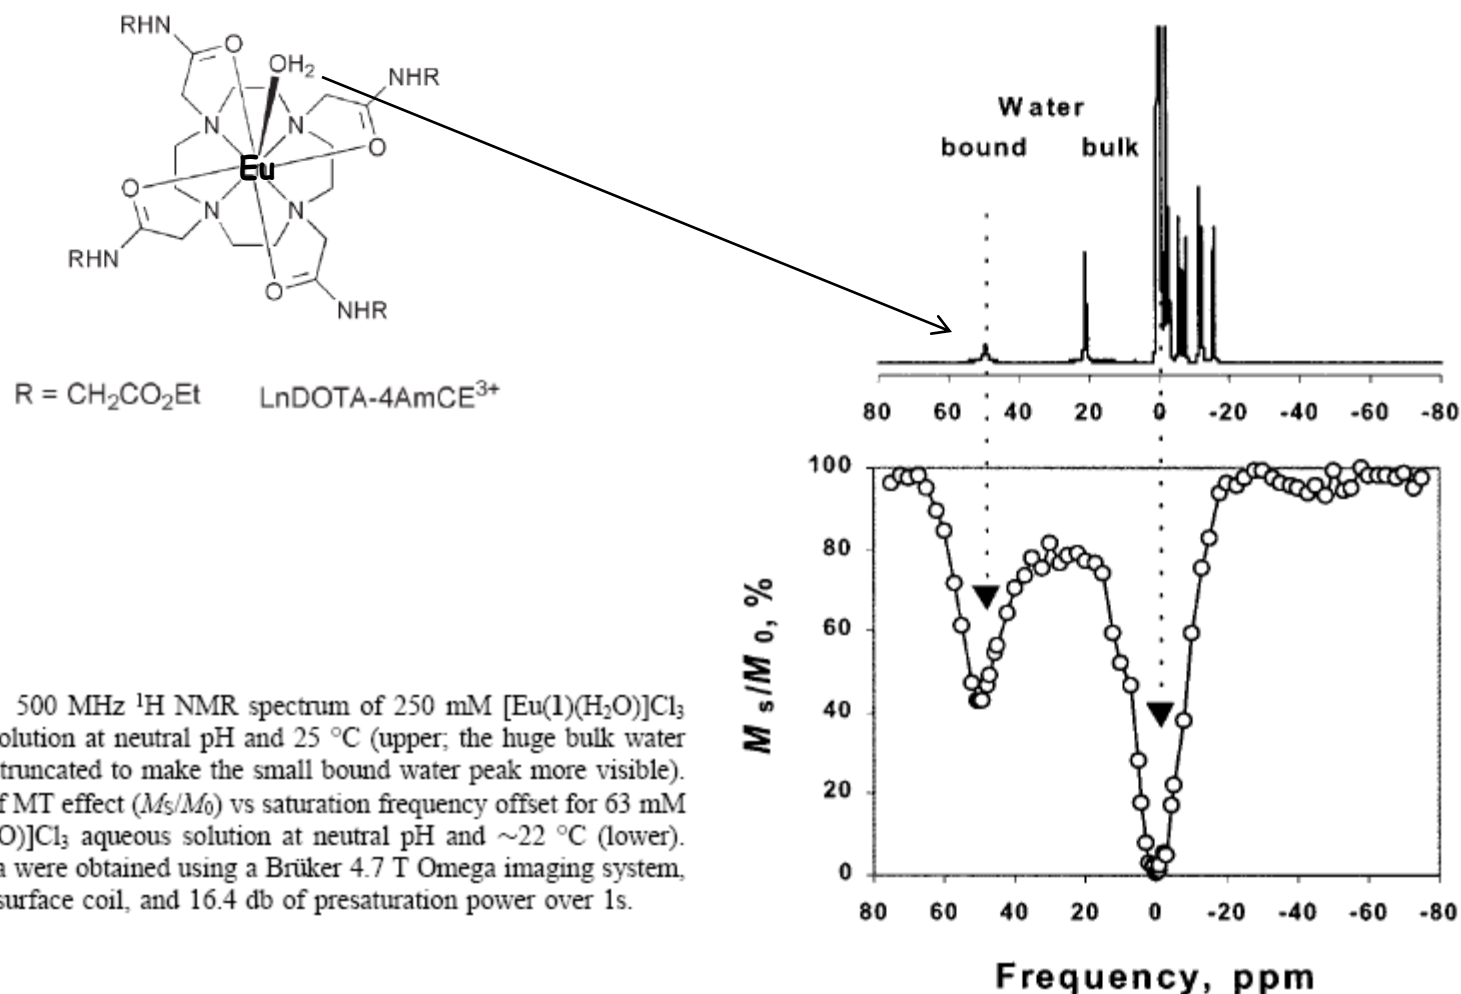 RHN
O
OH2
NHR
N
N
Eu
O
O
N
N
RHN
O
NHR
R = CH2CO2Et LnDOTA-4AmCE3+
Water
bound bulk
80 60 40 20 0 -20 -40 -60 -80
100
80
60
40
20
0
M s/M 0, %
80 60 40 20 0 -20 -40 -60 -80
Frequency, ppm
500 MHz 1H NMR spectrum of 250 mM [Eu(1)(H2O)]Cl3
olution at neutral pH and 25 °C (upper; the huge bulk water
truncated to make the small bound water peak more visible).
f MT effect (MS/M0) vs saturation frequency offset for 63 mM
O)]Cl3 aqueous solution at neutral pH and ~22 °C (lower).
a were obtained using a Brüker 4.7 T Omega imaging system,
surface coil, and 16.4 db of presaturation power over 1s.